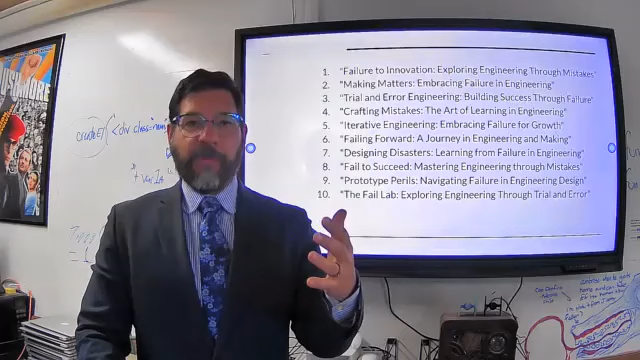 1. "Failure to Innovation: Exploring Engineering Through Mistakes"
2. "Making Matters: Embracing Failure in Engineering"
3. "Trial and Error Engineering: Building Success Through Failure"
4. "Crafting Mistakes: The Art of Learning in Engineering"
5. "Iterative Engineering: Embracing Failure for Growth"
6. "Failing Forward: A Journey in Engineering and Making"
7. "Designing Disasters: Learning from Failure in Engineering"
8. "Fail to Succeed: Mastering Engineering through Mistakes"
9. "Prototype Perils: Navigating Failure in Engineering Design"
10. "The Fail Lab: Exploring Engineering Through Trial and Error"
<div class="